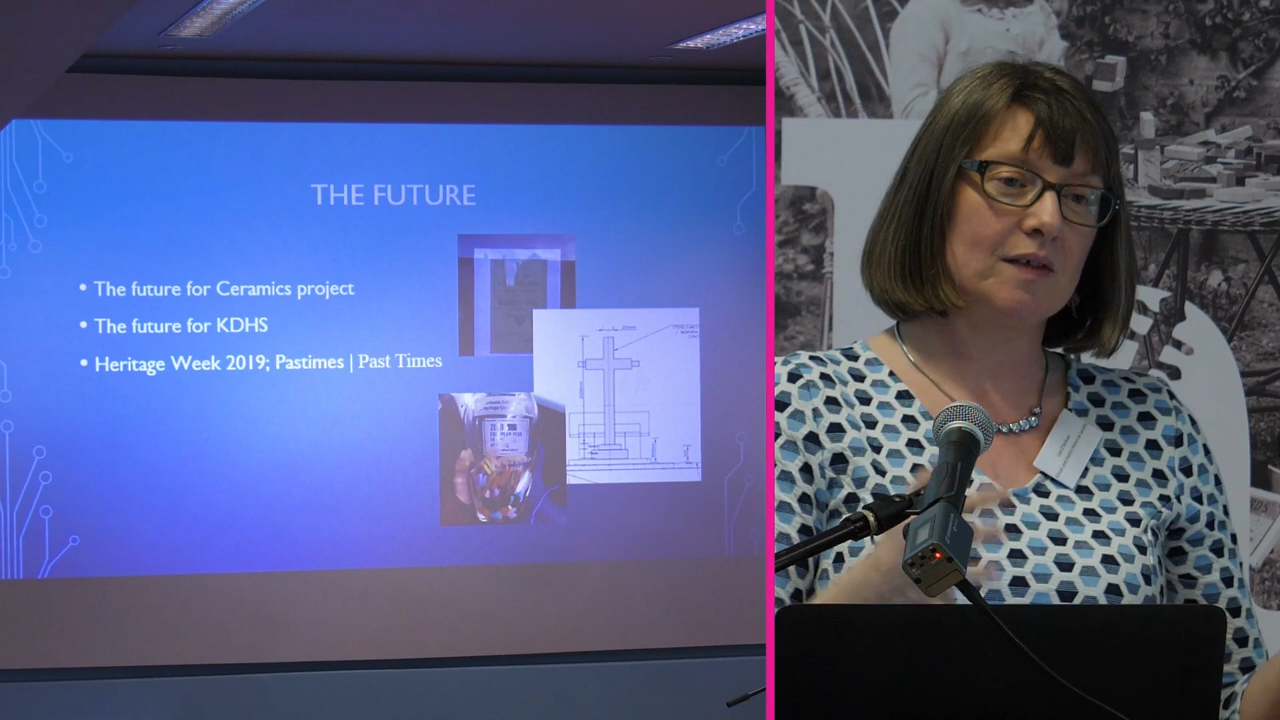 THE FUTURE
• The future for Ceramics project
• The future for KDHS
• Heritage Week 2019; Pastimes | Past Times